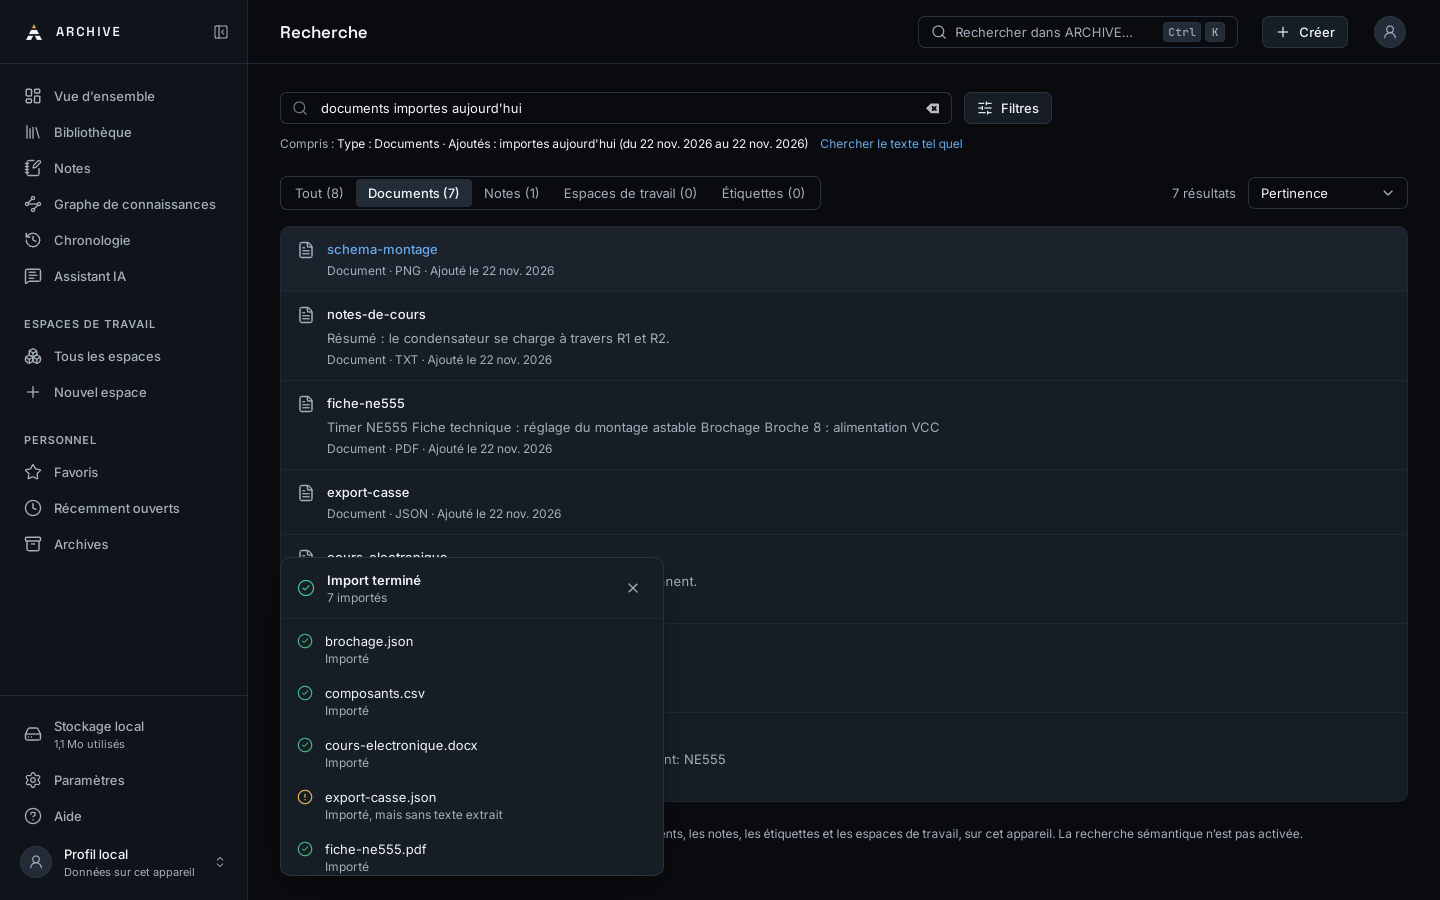 ARCHIVE
Recherche
Rechercher dans ARCHIVE...
Ctrl K
Créer
Vue d'ensemble
Bibliothèque
Notes
Graphe de connaissances
Chronologie
Assistant IA
ESPACES DE TRAVAIL
Tous les espaces
Nouvel espace
PERSONNEL
Favoris
Récemment ouverts
Archives
Stockage local
1,1 Mo utilisés
Paramètres
Aide
Profil local
Données sur cet appareil
documents importes aujourd'hui
Filtres
Compris : Type : Documents · Ajoutés : importes aujourd'hui (du 22 nov. 2026 au 22 nov. 2026) Chercher le texte tel quel
Tout (8) Documents (7) Notes (1) Espaces de travail (0) Étiquettes (0)
7 résultats
Pertinence
schema-montage
Document · PNG · Ajouté le 22 nov. 2026
notes-de-cours
Résumé : le condensateur se charge à travers R1 et R2.
Document · TXT · Ajouté le 22 nov. 2026
fiche-ne555
Timer NE555 Fiche technique : réglage du montage astable Brochage Broche 8 : alimentation VCC
Document · PDF · Ajouté le 22 nov. 2026
export-casse
Document · JSON · Ajouté le 22 nov. 2026
cours-electronique
nent.
nt: NE555
nts, les notes, les étiquettes et les espaces de travail, sur cet appareil. La recherche sémantique n'est pas activée.
Import terminé
7 importés
brochage.json
Importé
composants.csv
Importé
cours-electronique.docx
Importé
export-casse.json
Importé, mais sans texte extrait
fiche-ne555.pdf
Importé